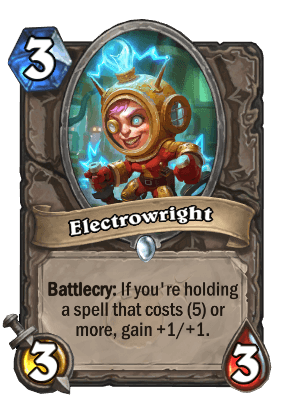 3
Electrowright
Battlecry: If you're holding
a spell that costs (5) or
more, gain +1/+1.
3
3